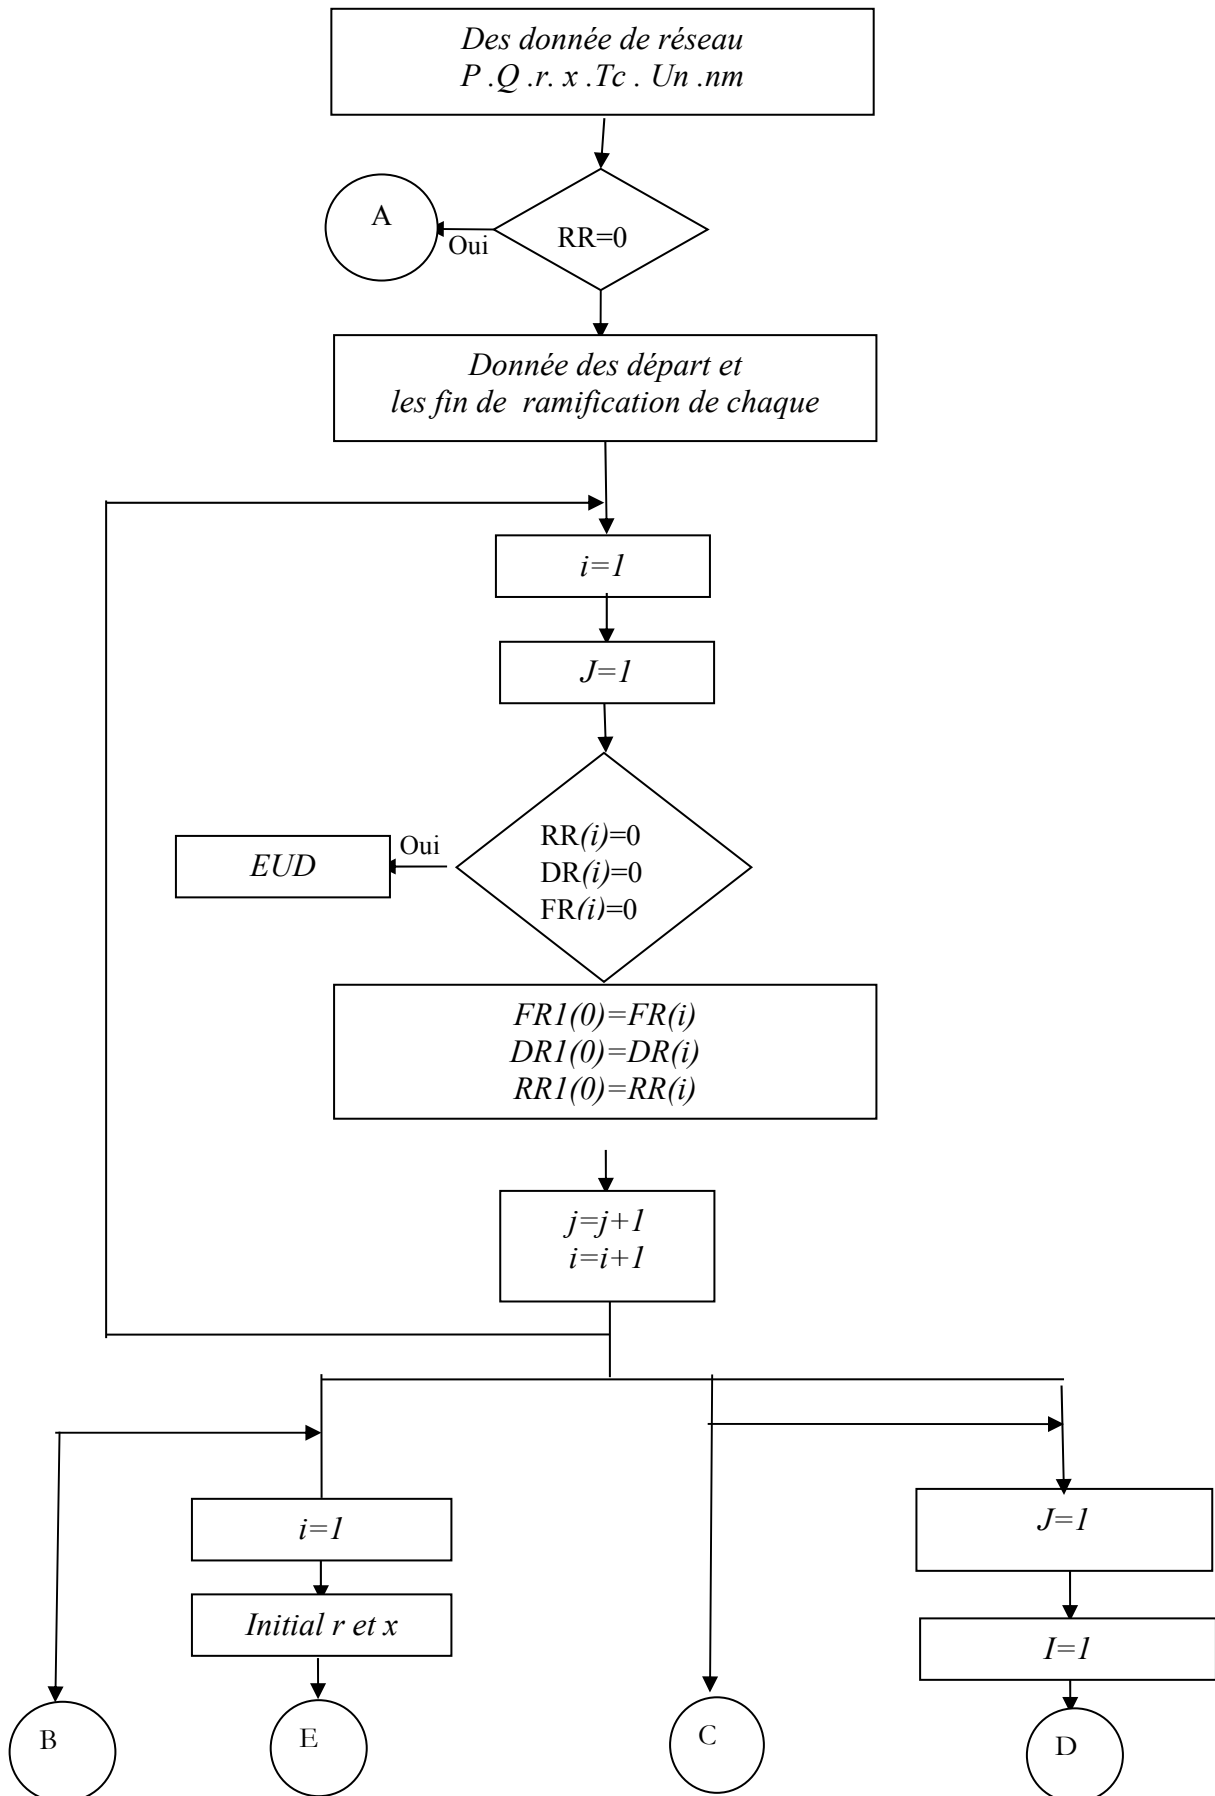 Des donnée de réseau
P .Q .r. x .Tc . Un .nm
A
Oui
RR=0
Donnée des départ et
les fin de ramification de chaque
i=1
J=1
Oui
EUD
RR(i)=0
DR(i)=0
FR(i)=0
FR1(0)=FR(i)
DR1(0)=DR(i)
RR1(0)=RR(i)
j=j+1
i=i+1
i=1
J=1
Initial r et x
I=1
B
E
C
D